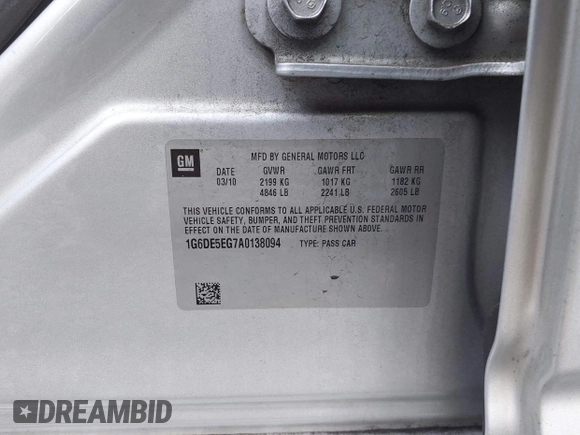 GM
MFD BY GENERAL MOTORS LLC
DATE GVWR GAWR FRT GAWR RR
03/10 2199 KG 1017 KG 1182 KG
4846 LB 2241 LB 2605 LB
THIS VEHICLE CONFORMS TO ALL APPLICABLE U.S. FEDERAL MOTOR
VEHICLE SAFETY, BUMPER, AND THEFT PREVENTION STANDARDS IN
EFFECT ON THE DATE OF MANUFACTURE SHOWN ABOVE.
1G6DE5EG7A0138094 TYPE: PASS CAR
DREAMBID